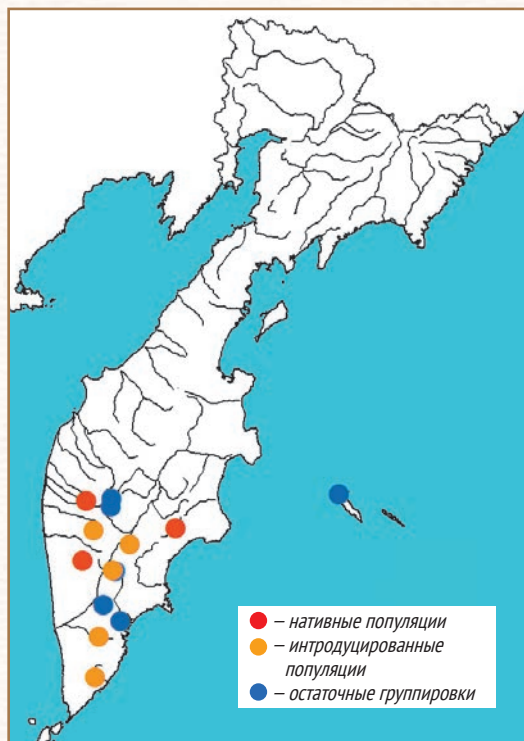 – нативные популяции
– интродуцированные
популяции
– остаточные группировки